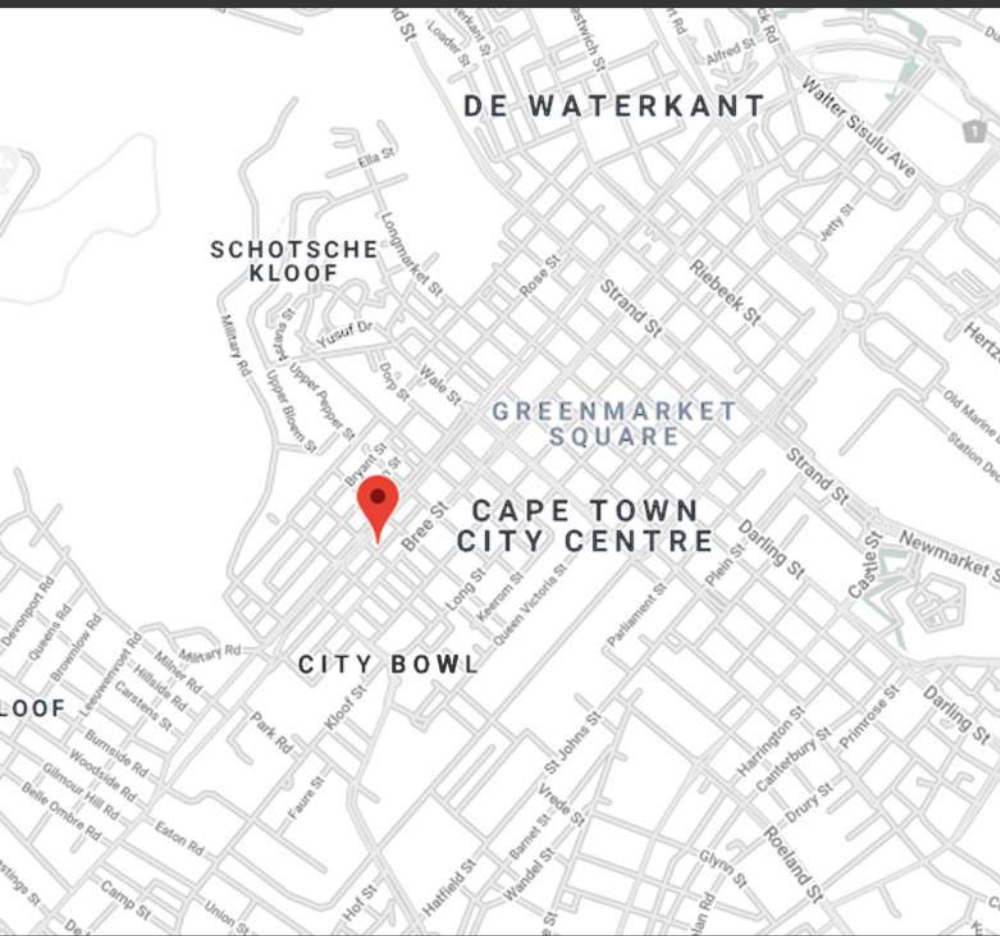 Loader St
Alfred St
DE WATERKANT
Walter Sisulu Ave
1
Ella St
Jetty St
Longmarket St
SCHOTSCHE
KLOOF
Rose St
Riebeek St
Strand St
Military Rd
Yusuf Dr
Upper Pepper St
Upper Bloem St
Dorp St
Wale St
GREENMARKET
SQUARE
Old Marine
Station
Strand St
Bryant St
St
Bree St
CAPE TOWN
CITY CENTRE
Darling St
Plein St
Castle St
Newmarket S
Long St
Keerom St
Queen Victoria St
Parliament St
Devonport Rd
Queens Rd
Brownlow Rd
Leeuwenvoet Rd
Military Rd
Milner Rd
Hillside Rd
Carstens St
CITY BOWL
LOOF
Kloof St
Park Rd
Burnside Rd
Woodside Rd
Gilmour Hill Rd
Belle Ombre Rd
Faure St
Eaton Rd
Camp St
Union St
Hof St
Hatfield St
St Johns St
Vrede St
Barnet St
Wandel St
Harrington St
Canterbury St
Primrose St
Darling St
Drury St
Roeland St
Glynn St